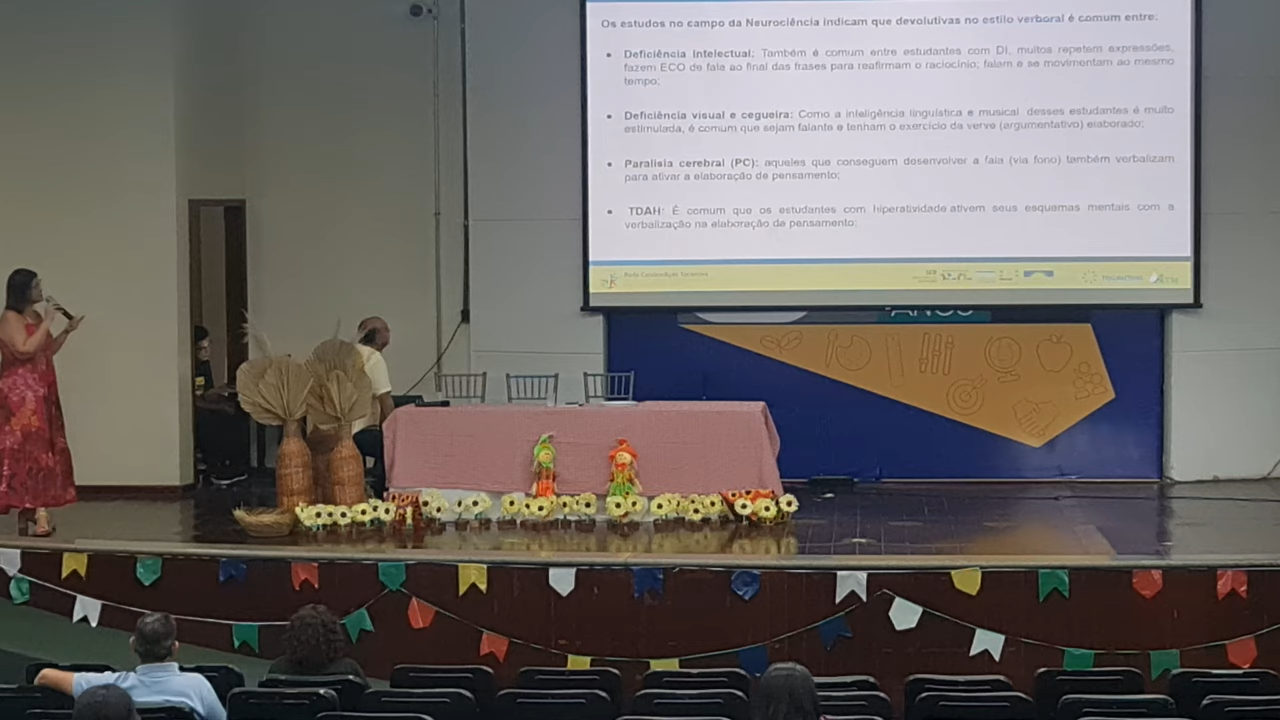 Os estudos no campo da Neurociência indicam que devolutivas no estilo verboral é comum entre:
• Deficiência Intelectual: Também é comum entre estudantes com DI, muitos repetem expressões,
fazem ECO de fala ao final das frases para reafirmam o raciocínio; falam e se movimentam ao mesmo
tempo;
• Deficiência visual e cegueira: Como a inteligência linguística e musical desses estudantes é muito
estimulada, é comum que sejam falante e tenham o exercício da verve (argumentativo) elaborado;
• Paralisia cerebral (PC): aqueles que conseguem desenvolver a fala (via fono) também verbalizam
para ativar a elaboração de pensamento;
• TDAH: É comum que os estudantes com hiperatividade ativem seus esquemas mentais com a
verbalização na elaboração de pensamento;
ANOS